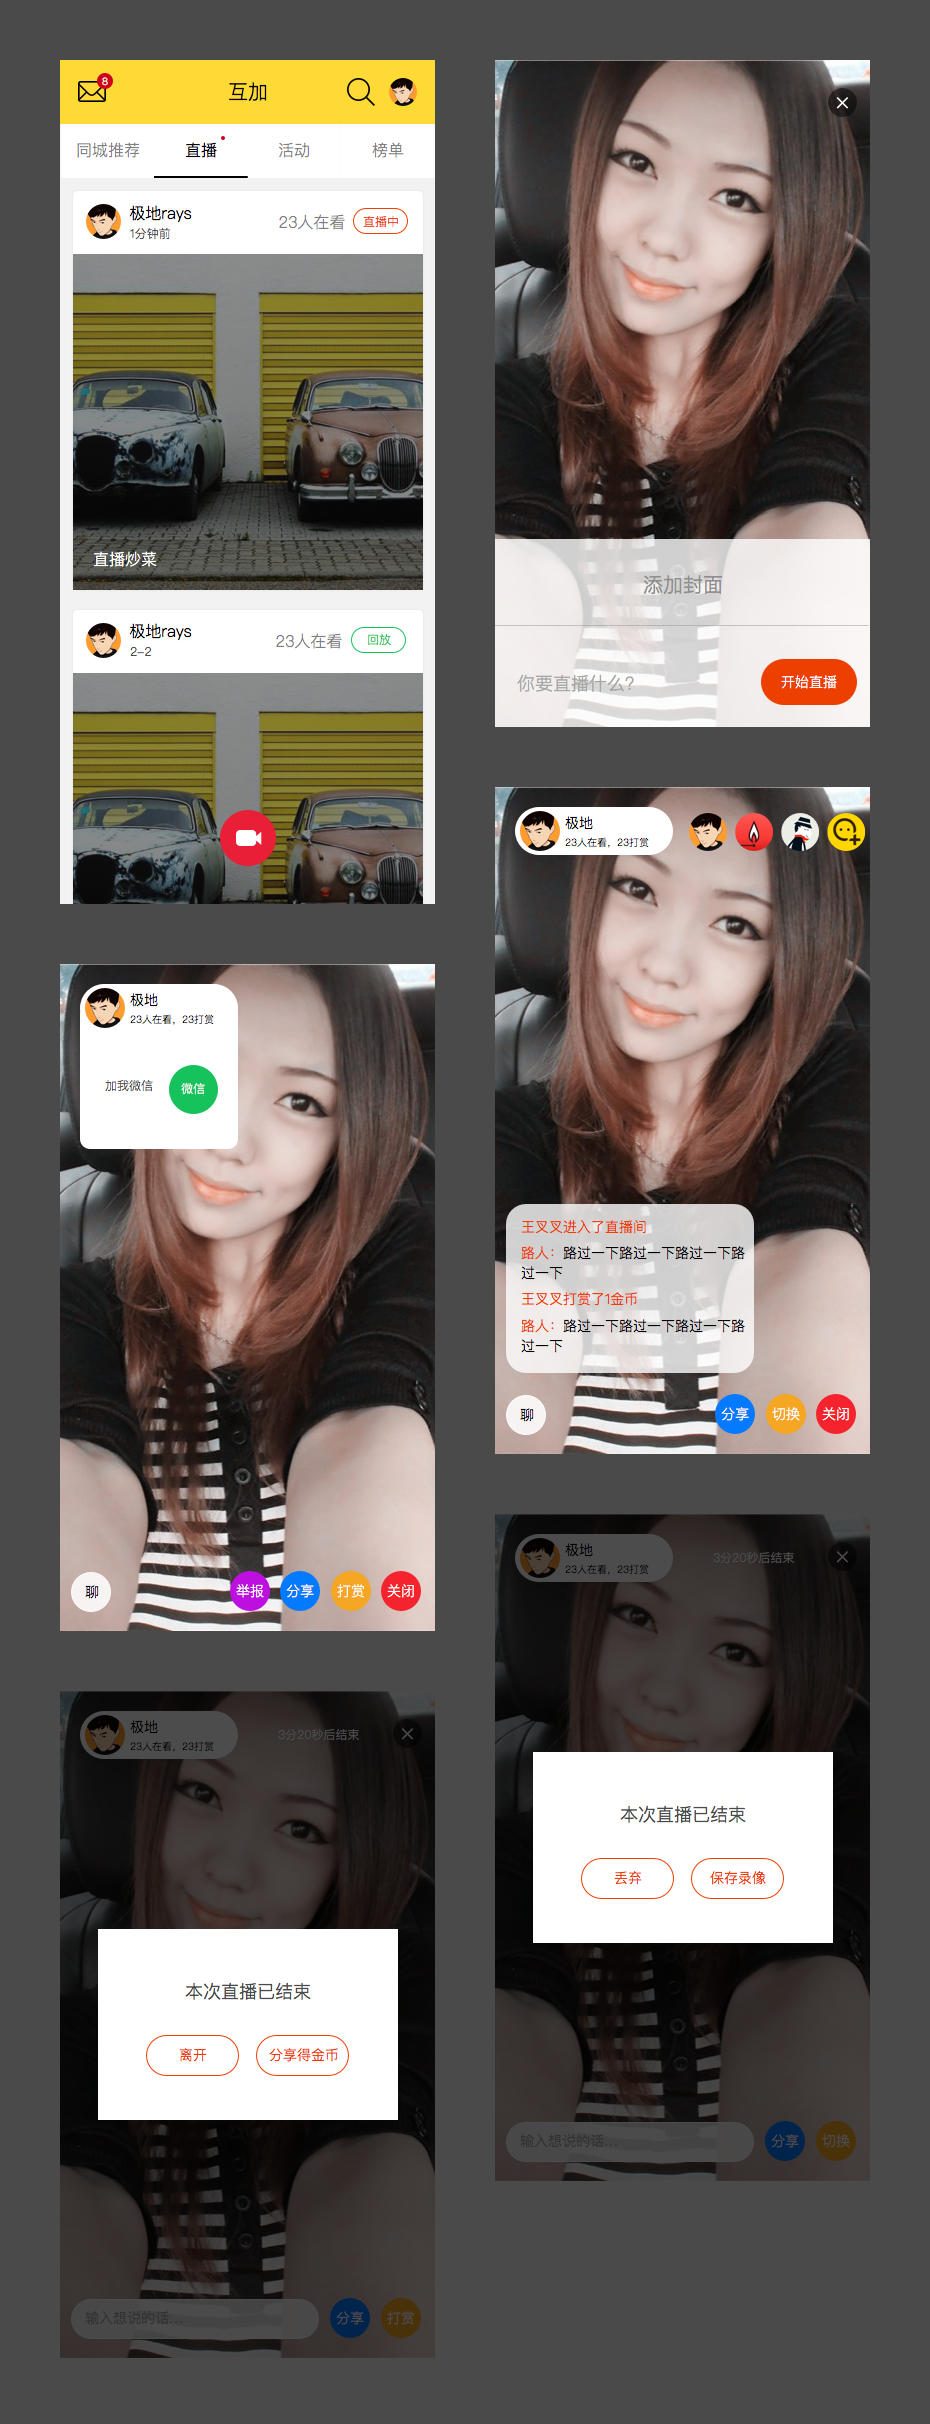 8
互加
同城推荐
直播
活动
榜单
极地rays
1分钟前
23人在看
直播中
直播炒菜
极地rays
2-2
23人在看
回放
添加封面
你要直播什么?
开始直播
极地
23人在看，23打赏
王叉叉进入了直播间
路人：路过一下路过一下路过一下路
过一下
王叉叉打赏了1金币
路人：路过一下路过一下路过一下路
过一下
聊
分享
切换
关闭
极地
23人在看，23打赏
加我微信
微信
聊
举报
分享
打赏
关闭
极地
23人在看，23打赏
3分20秒后结束
本次直播已结束
丢弃
保存录像
输入想说的话...
分享
切换
极地
23人在看，23打赏
3分20秒后结束
本次直播已结束
离开
分享得金币
输入想说的话...
分享
打赏